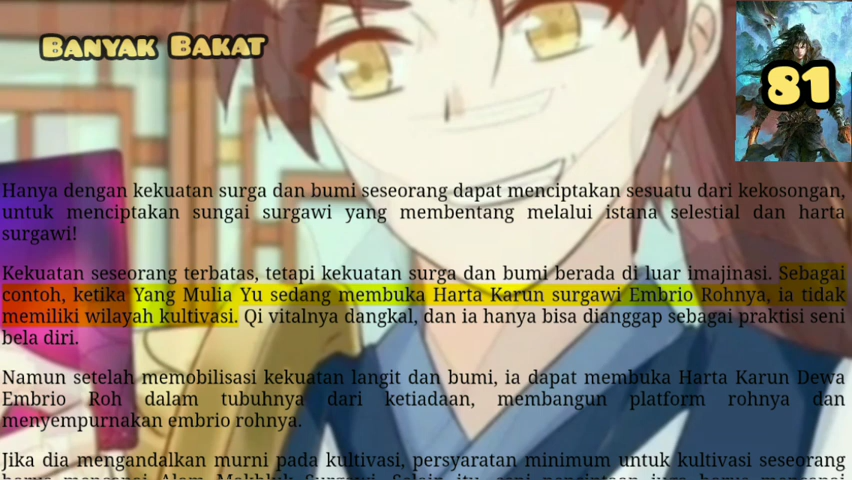 Banyak Bakat
81
Hanya dengan kekuatan surga dan bumi seseorang dapat menciptakan sesuatu dari kekosongan,
untuk menciptakan sungai surgawi yang membentang melalui istana selestial dan harta
surgawi!
Kekuatan seseorang terbatas, tetapi kekuatan surga dan bumi berada di luar imajinasi. Sebagai
contoh, ketika Yang Mulia Yu sedang membuka Harta Karun surgawi Embrio Rohnya, ia tidak
memiliki wilayah kultivasi. Qi vitalnya dangkal, dan ia hanya bisa dianggap sebagai praktisi seni
bela diri.
Namun setelah memobilisasi kekuatan langit dan bumi, ia dapat membuka Harta Karun Dewa
Embrio Roh dalam tubuhnya dari ketiadaan, membangun platform rohnya dan
menyempurnakan embrio rohnya.
Jika dia mengandalkan murni pada kultivasi, persyaratan minimum untuk kultivasi seseorang